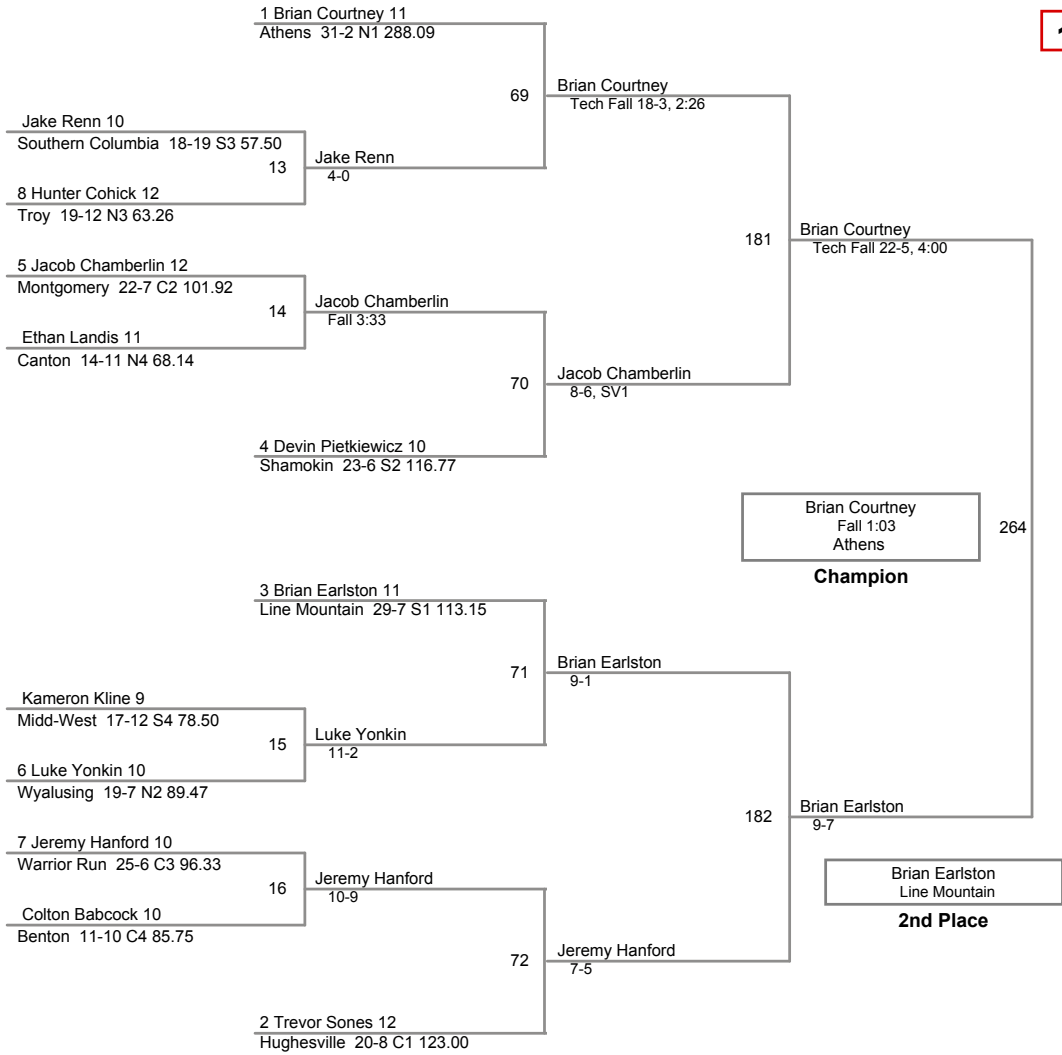 1 Brian Courtney 11
Athens 31-2 N1 288.09
69
Brian Courtney
Tech Fall 18-3, 2:26
Jake Renn 10
Southern Columbia 18-19 S3 57.50
13
Jake Renn
4-0
8 Hunter Cohick 12
Troy 19-12 N3 63.26
181
Brian Courtney
Tech Fall 22-5, 4:00
5 Jacob Chamberlin 12
Montgomery 22-7 C2 101.92
14
Jacob Chamberlin
Fall 3:33
Ethan Landis 11
Canton 14-11 N4 68.14
70
Jacob Chamberlin
8-6, SV1
4 Devin Pietkiewicz 10
Shamokin 23-6 S2 116.77
Brian Courtney
Fall 1:03
Athens
264
Champion
3 Brian Earlston 11
Line Mountain 29-7 S1 113.15
71
Brian Earlston
9-1
Kameron Kline 9
Midd-West 17-12 S4 78.50
15
Luke Yonkin
11-2
6 Luke Yonkin 10
Wyalusing 19-7 N2 89.47
182
Brian Earlston
9-7
7 Jeremy Hanford 10
Warrior Run 25-6 C3 96.33
16
Jeremy Hanford
10-9
Colton Babcock 10
Benton 11-10 C4 85.75
Brian Earlston
Line Mountain
2nd Place
72
Jeremy Hanford
7-5
2 Trevor Sones 12
Hughesville 20-8 C1 123.00